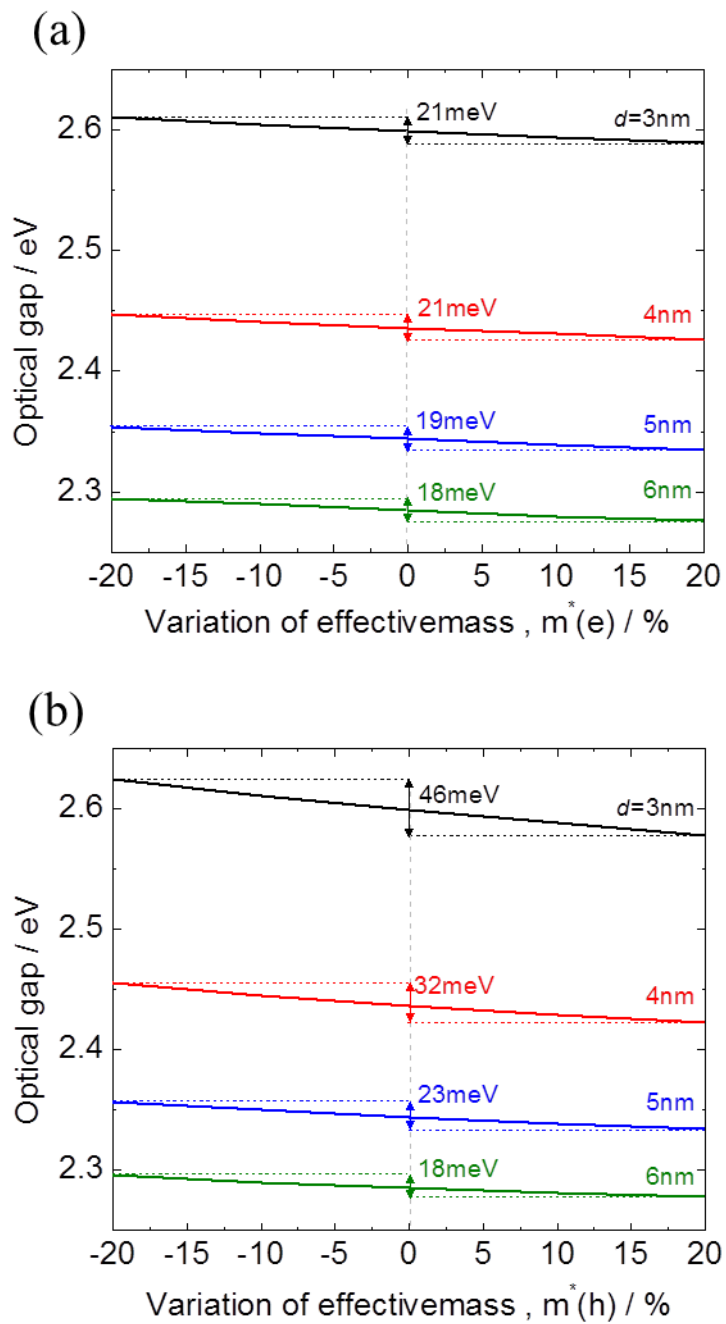 (a)
2.6
2.5
2.4
2.3
Optical gap / eV
21meV
d=3nm
21meV
4nm
19meV
5nm
18meV
6nm
-20 -15 -10 -5 0 5 10 15 20
Variation of effectivemass , m*(e) / %
(b)
2.6
2.5
2.4
2.3
Optical gap / eV
46meV
d=3nm
32meV
4nm
23meV
5nm
18meV
6nm
-20 -15 -10 -5 0 5 10 15 20
Variation of effectivemass , m*(h) / %